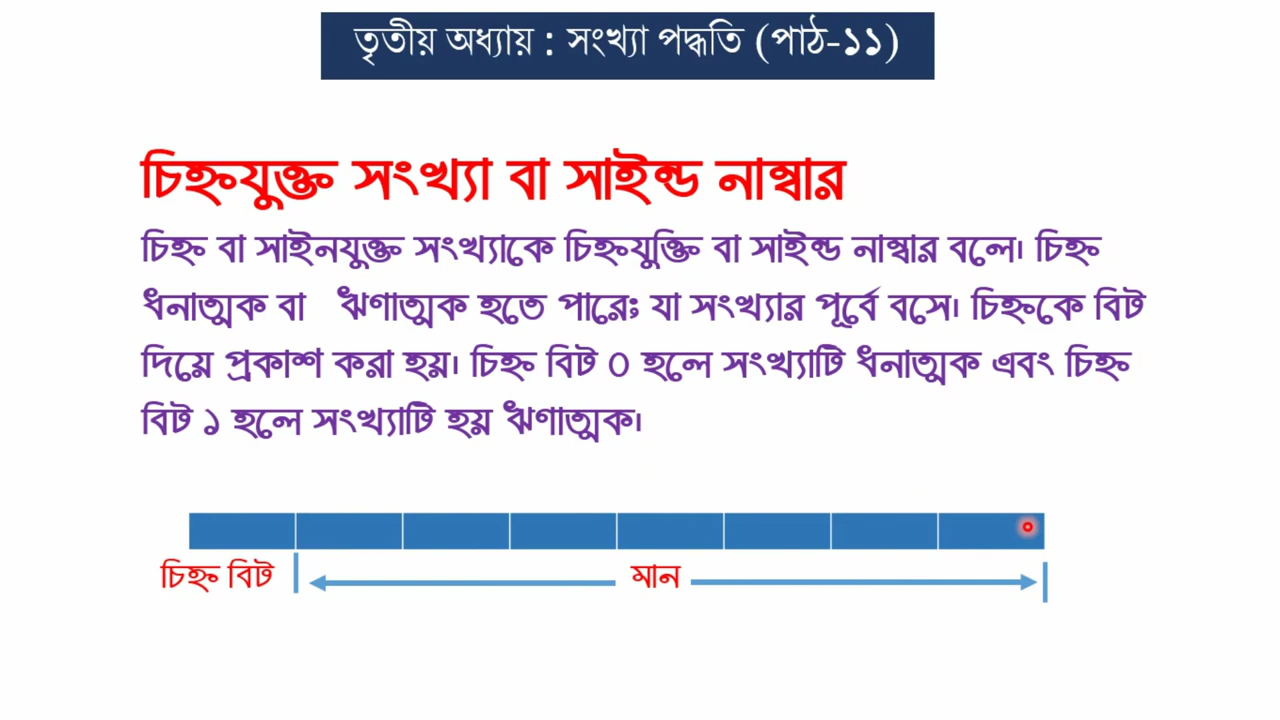 তৃতীয় অধ্যায় : সংখ্যা পদ্ধতি (পাঠ-১১)
চিহ্নযুক্ত সংখ্যা বা সাইন্ড নাম্বার
চিহ্ন বা সাইনযুক্ত সংখ্যাকে চিহ্নযুক্তি বা সাইন্ড নাম্বার বলে। চিহ্ন
ধনাত্মক বা ঋণাত্মক হতে পারেঃ যা সংখ্যার পূর্বে বসে। চিহ্নকে বিট
দিয়ে প্রকাশ করা হয়। চিহ্ন বিট ০ হলে সংখ্যাটি ধনাত্মক এবং চিহ্ন
বিট ১ হলে সংখ্যাটি হয় ঋণাত্মক।
চিহ্ন বিট
মান